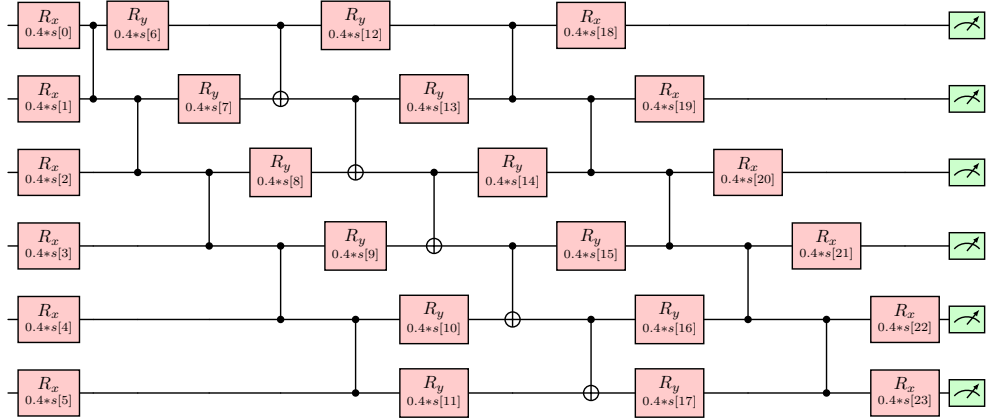 R_x R_y R_y R_x
0.4*s[0] 0.4*s[6] 0.4*s[12] 0.4*s[18]
R_x R_y R_y R_x
0.4*s[1] 0.4*s[7] 0.4*s[13] 0.4*s[19]
R_x R_y R_y R_x
0.4*s[2] 0.4*s[8] 0.4*s[14] 0.4*s[20]
R_x R_y R_y R_x
0.4*s[3] 0.4*s[9] 0.4*s[15] 0.4*s[21]
R_x R_y R_y R_x
0.4*s[4] 0.4*s[10] 0.4*s[16] 0.4*s[22]
R_x R_y R_y R_x
0.4*s[5] 0.4*s[11] 0.4*s[17] 0.4*s[23]